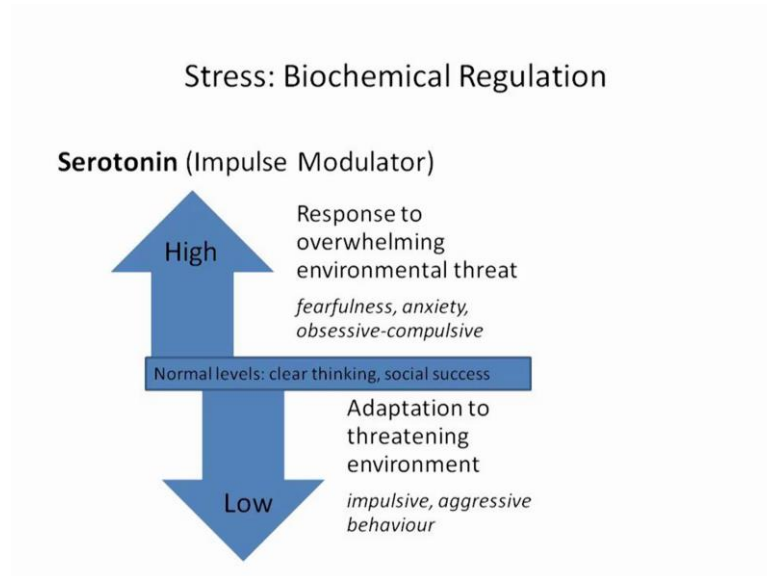 Stress: Biochemical Regulation
Serotonin (Impulse Modulator)
High
Response to
overwhelming
environmental threat
fearfulness, anxiety,
obsessive-compulsive
Normal levels: clear thinking, social success
Adaptation to
threatening
environment
Low
impulsive, aggressive
behaviour